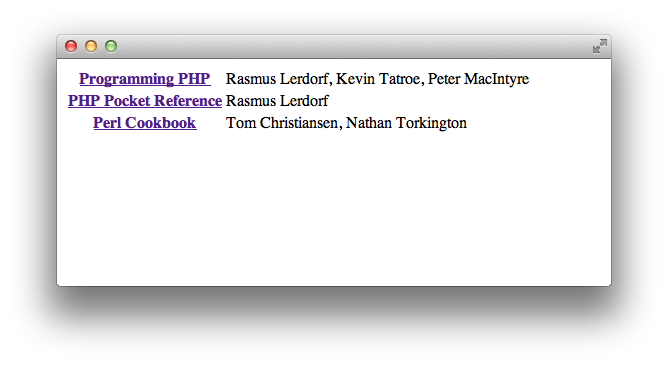 Programming PHP Rasmus Lerdorf, Kevin Tatroe, Peter MacIntyre
PHP Pocket Reference Rasmus Lerdorf
Perl Cookbook Tom Christiansen, Nathan Torkington